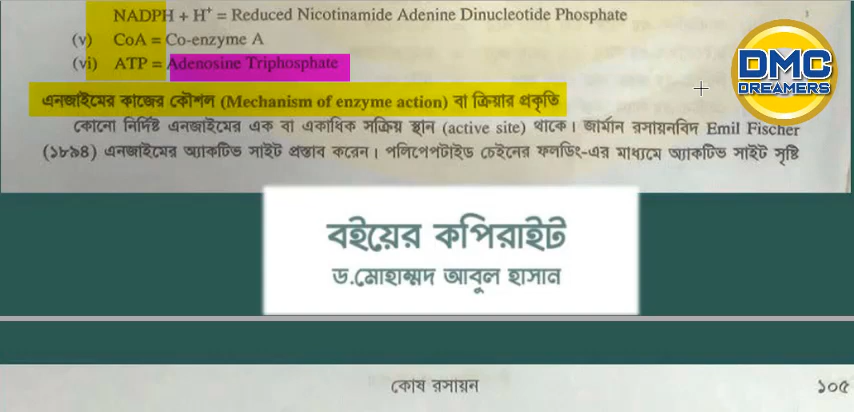 NADPH + H⁺ = Reduced Nicotinamide Adenine Dinucleotide Phosphate
(v) CoA = Co-enzyme A
(vi) ATP = Adenosine Triphosphate
এনজাইমের কাজের কৌশল (Mechanism of enzyme action) বা ক্রিয়ার প্রকৃতি
কোনো নির্দিষ্ট এনজাইমের এক বা একাধিক সক্রিয় স্থান (active site) থাকে। জার্মান রসায়নবিদ Emil Fischer
(১৮৯৪) এনজাইমের অ্যাকটিভ সাইট প্রস্তাব করেন। পলিপেপটাইড চেইনের ফলডিং-এর মাধ্যমে অ্যাকটিভ সাইট সৃষ্টি
DMC
DREAMERS
বইয়ের কপিরাইট
ড.মোহাম্মদ আবুল হাসান
কোষ রসায়ন ১০৫